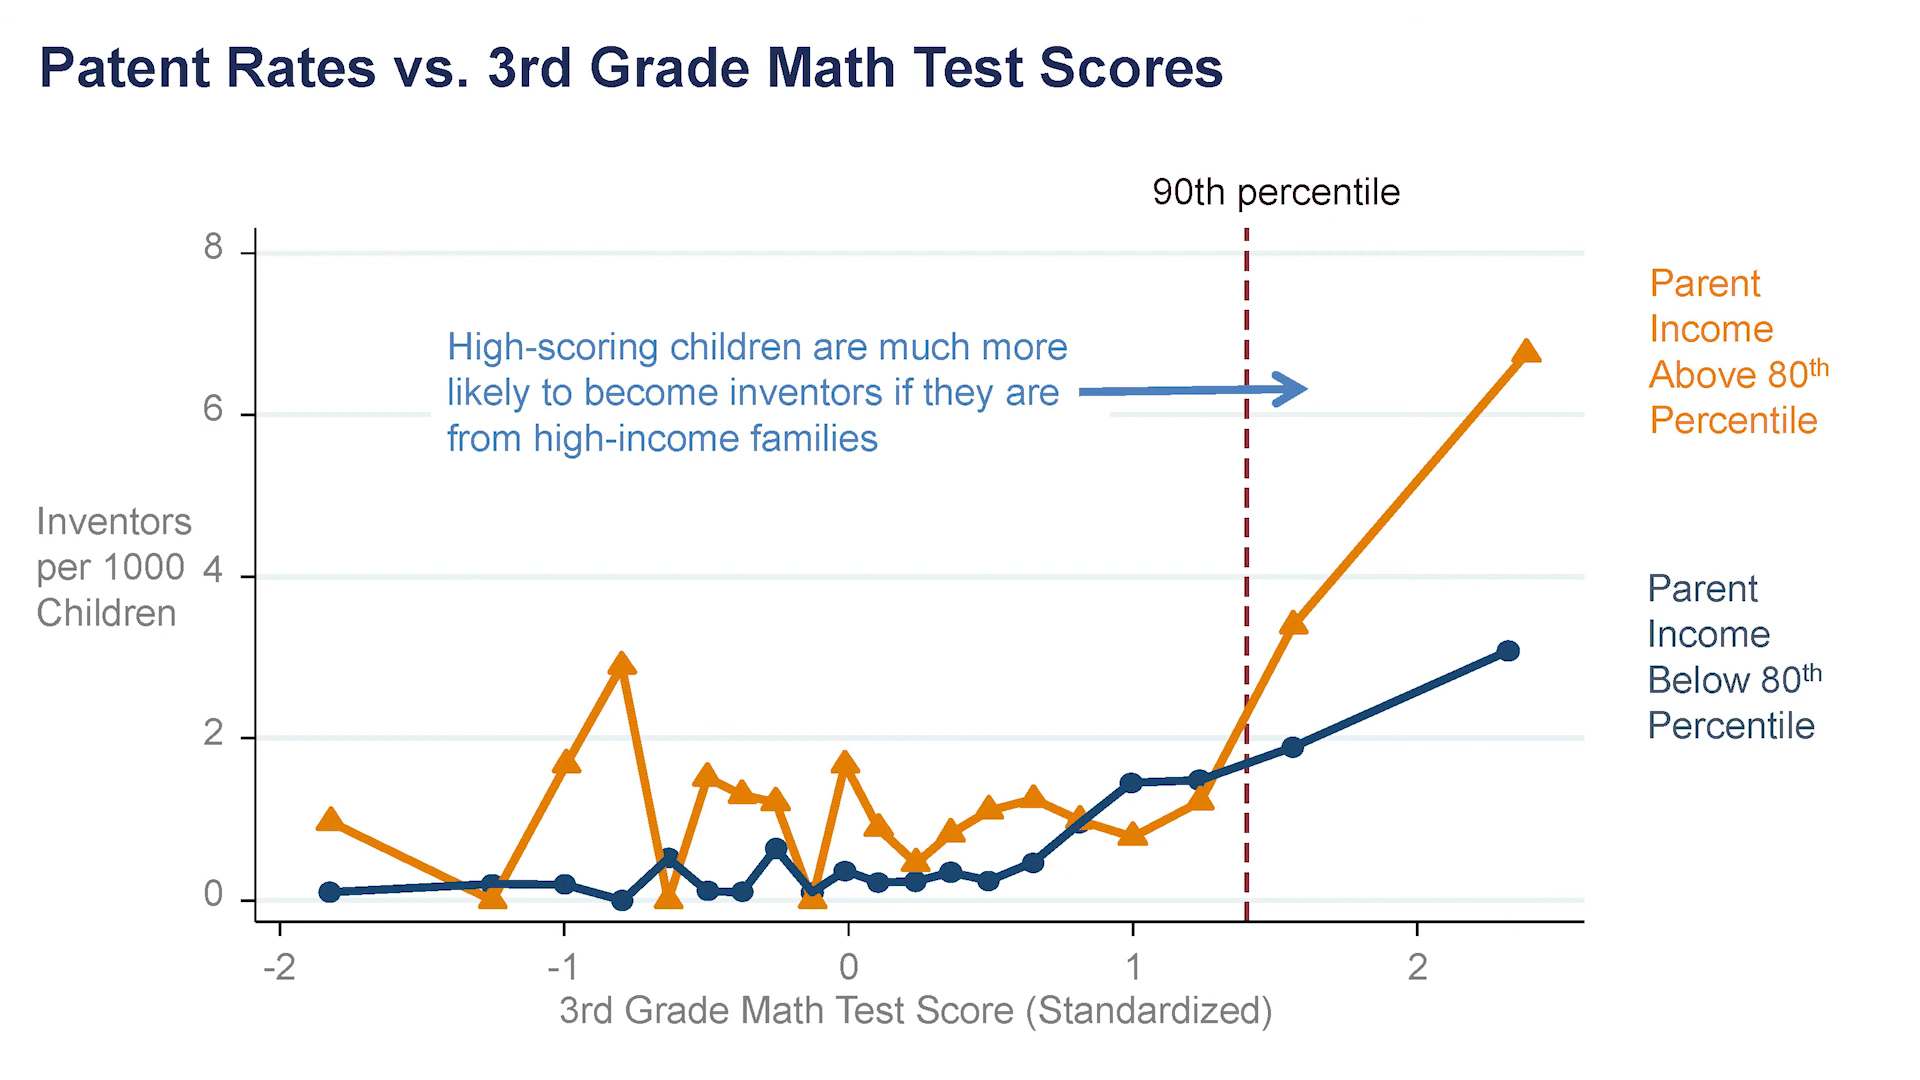 Patent Rates vs. 3rd Grade Math Test Scores
90th percentile
8
6
4
2
0
Inventors
per 1000
Children
High-scoring children are much more
likely to become inventors if they are
from high-income families
Parent
Income
Above 80th
Percentile
Parent
Income
Below 80th
Percentile
-2
-1
0
1
2
3rd Grade Math Test Score (Standardized)